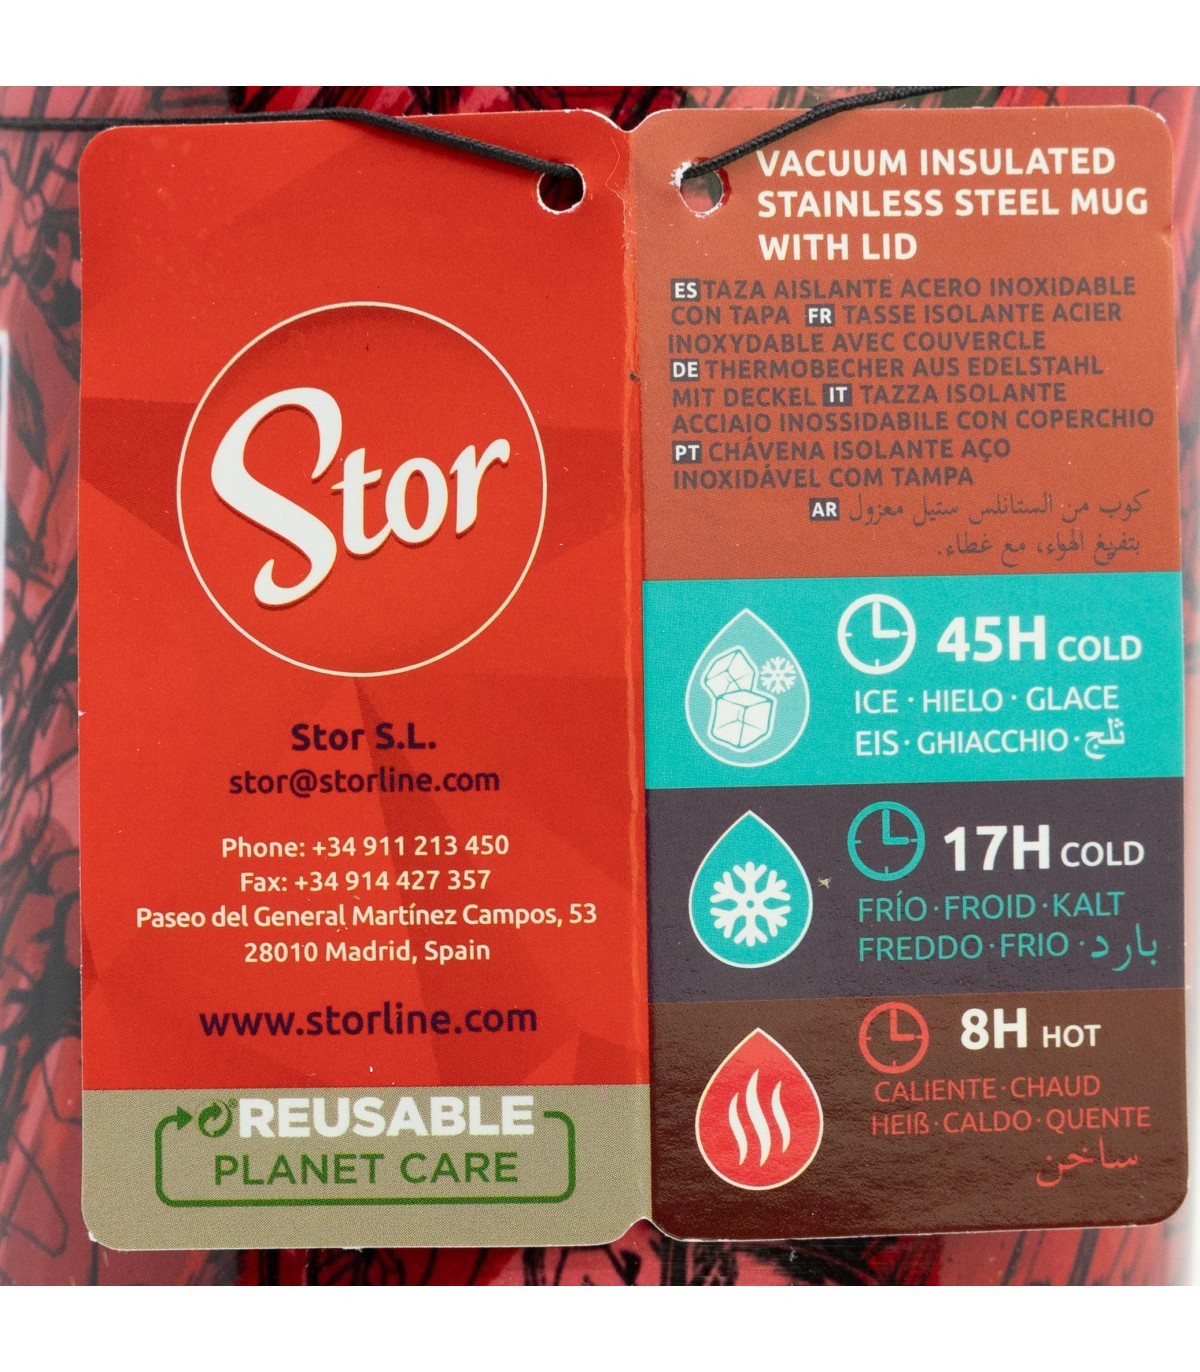 Stor
Stor S.L.
stor@storline.com
Phone: +34 911 213 450
Fax: +34 914 427 357
Paseo del General Martínez Campos, 53
28010 Madrid, Spain
www.storline.com
®REUSABLE
PLANET CARE
VACUUM INSULATED
STAINLESS STEEL MUG
WITH LID
ES TAZA AISLANTE ACERO INOXIDABLE
CON TAPA FR TASSE ISOLANTE ACIER
INOXYDABLE AVEC COUVERCLE
DE THERMOBECHER AUS EDELSTAHL
MIT DECKEL IT TAZZA ISOLANTE
ACCIAIO INOSSIDABILE CON COPERCHIO
PT CHÁVENA ISOLANTE AÇO
INOXIDÁVEL COM TAMPA
AR كوب من الستانلس ستيل معزول
بتفريغ الهواء، مع غطاء.
45H COLD
ICE · HIELO · GLACE
EIS · GHIACCHIO · ثلج
17H COLD
FRÍO · FROID · KALT
FREDDO · FRIO · بارد
8H HOT
CALIENTE · CHAUD
HEIß · CALDO · QUENTE
ساخن